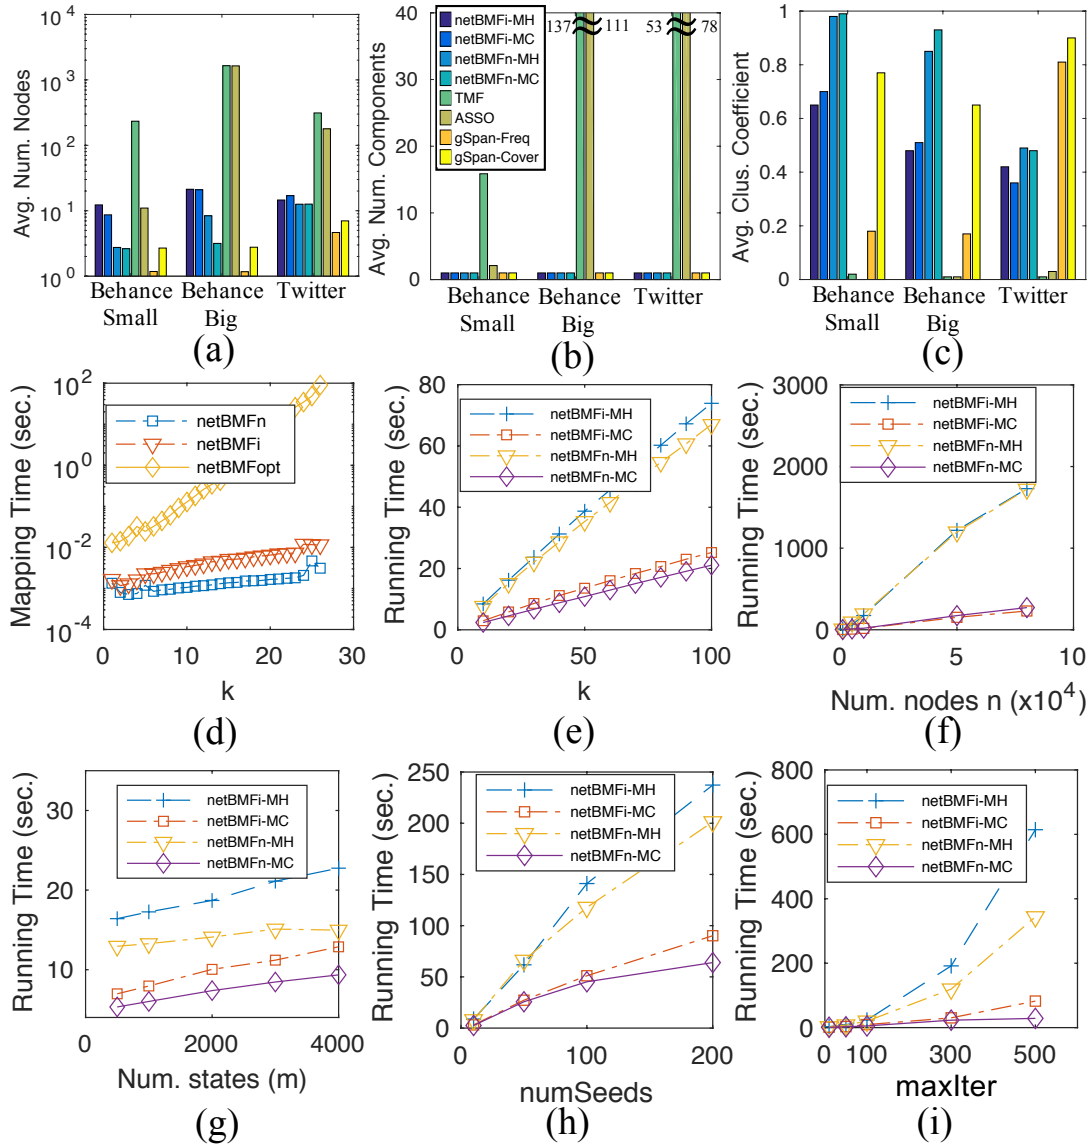 Avg. Num. Nodes
10^4
10^3
10^2
10^1
10^0
Behance Small
Behance Big
Twitter
(a)
Avg. Num. Components
40
30
20
10
0
netBMFi-MH
netBMFi-MC
netBMFn-MH
netBMFn-MC
TMF
ASSO
gSpan-Freq
gSpan-Cover
137
111
53
78
Behance Small
Behance Big
Twitter
(b)
Avg. Clus. Coefficient
1
0.8
0.6
0.4
0.2
0
Behance Small
Behance Big
Twitter
(c)
Mapping Time (sec.)
10^2
10^0
10^-2
10^-4
netBMFn
netBMFi
netBMFopt
0
10
20
30
k
(d)
Running Time (sec.)
80
60
40
20
0
netBMFi-MH
netBMFi-MC
netBMFn-MH
netBMFn-MC
0
50
100
k
(e)
Running Time (sec.)
3000
2000
1000
0
netBMFi-MH
netBMFi-MC
netBMFn-MH
netBMFn-MC
0
5
10
Num. nodes n (x10^4)
(f)
Running Time (sec.)
30
20
10
netBMFi-MH
netBMFi-MC
netBMFn-MH
netBMFn-MC
2000
4000
Num. states (m)
(g)
Running Time (sec.)
250
200
150
100
50
0
netBMFi-MH
netBMFi-MC
netBMFn-MH
netBMFn-MC
0
100
200
numSeeds
(h)
Running Time (sec.)
800
600
400
200
0
netBMFi-MH
netBMFi-MC
netBMFn-MH
netBMFn-MC
0
100
300
500
maxIter
(i)